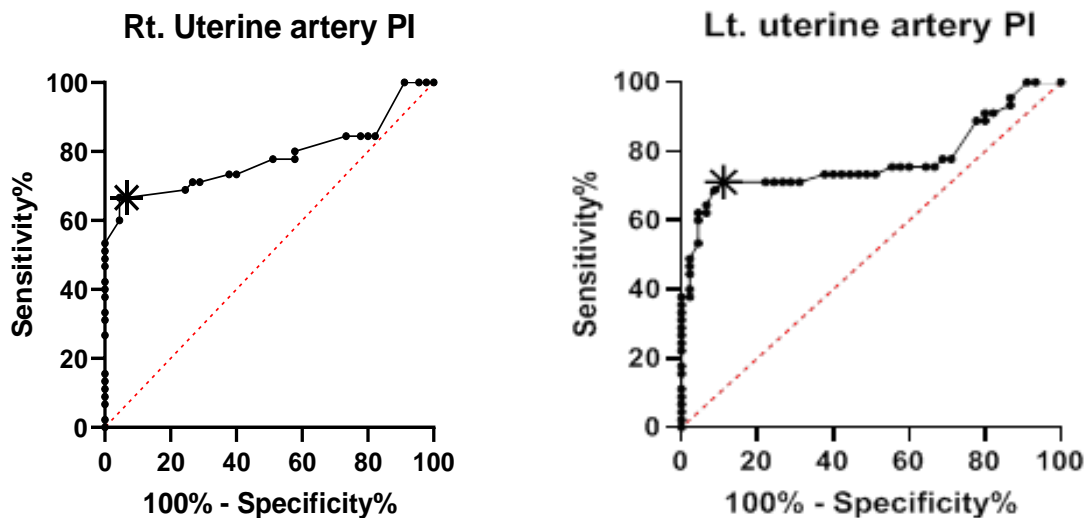 Rt. Uterine artery PI
100
80
60
40
20
0
Sensitivity%
0 20 40 60 80 100
100% - Specificity%
Lt. uterine artery PI
100
80
60
40
20
0
Sensitivity%
0 20 40 60 80 100
100% - Specificity%